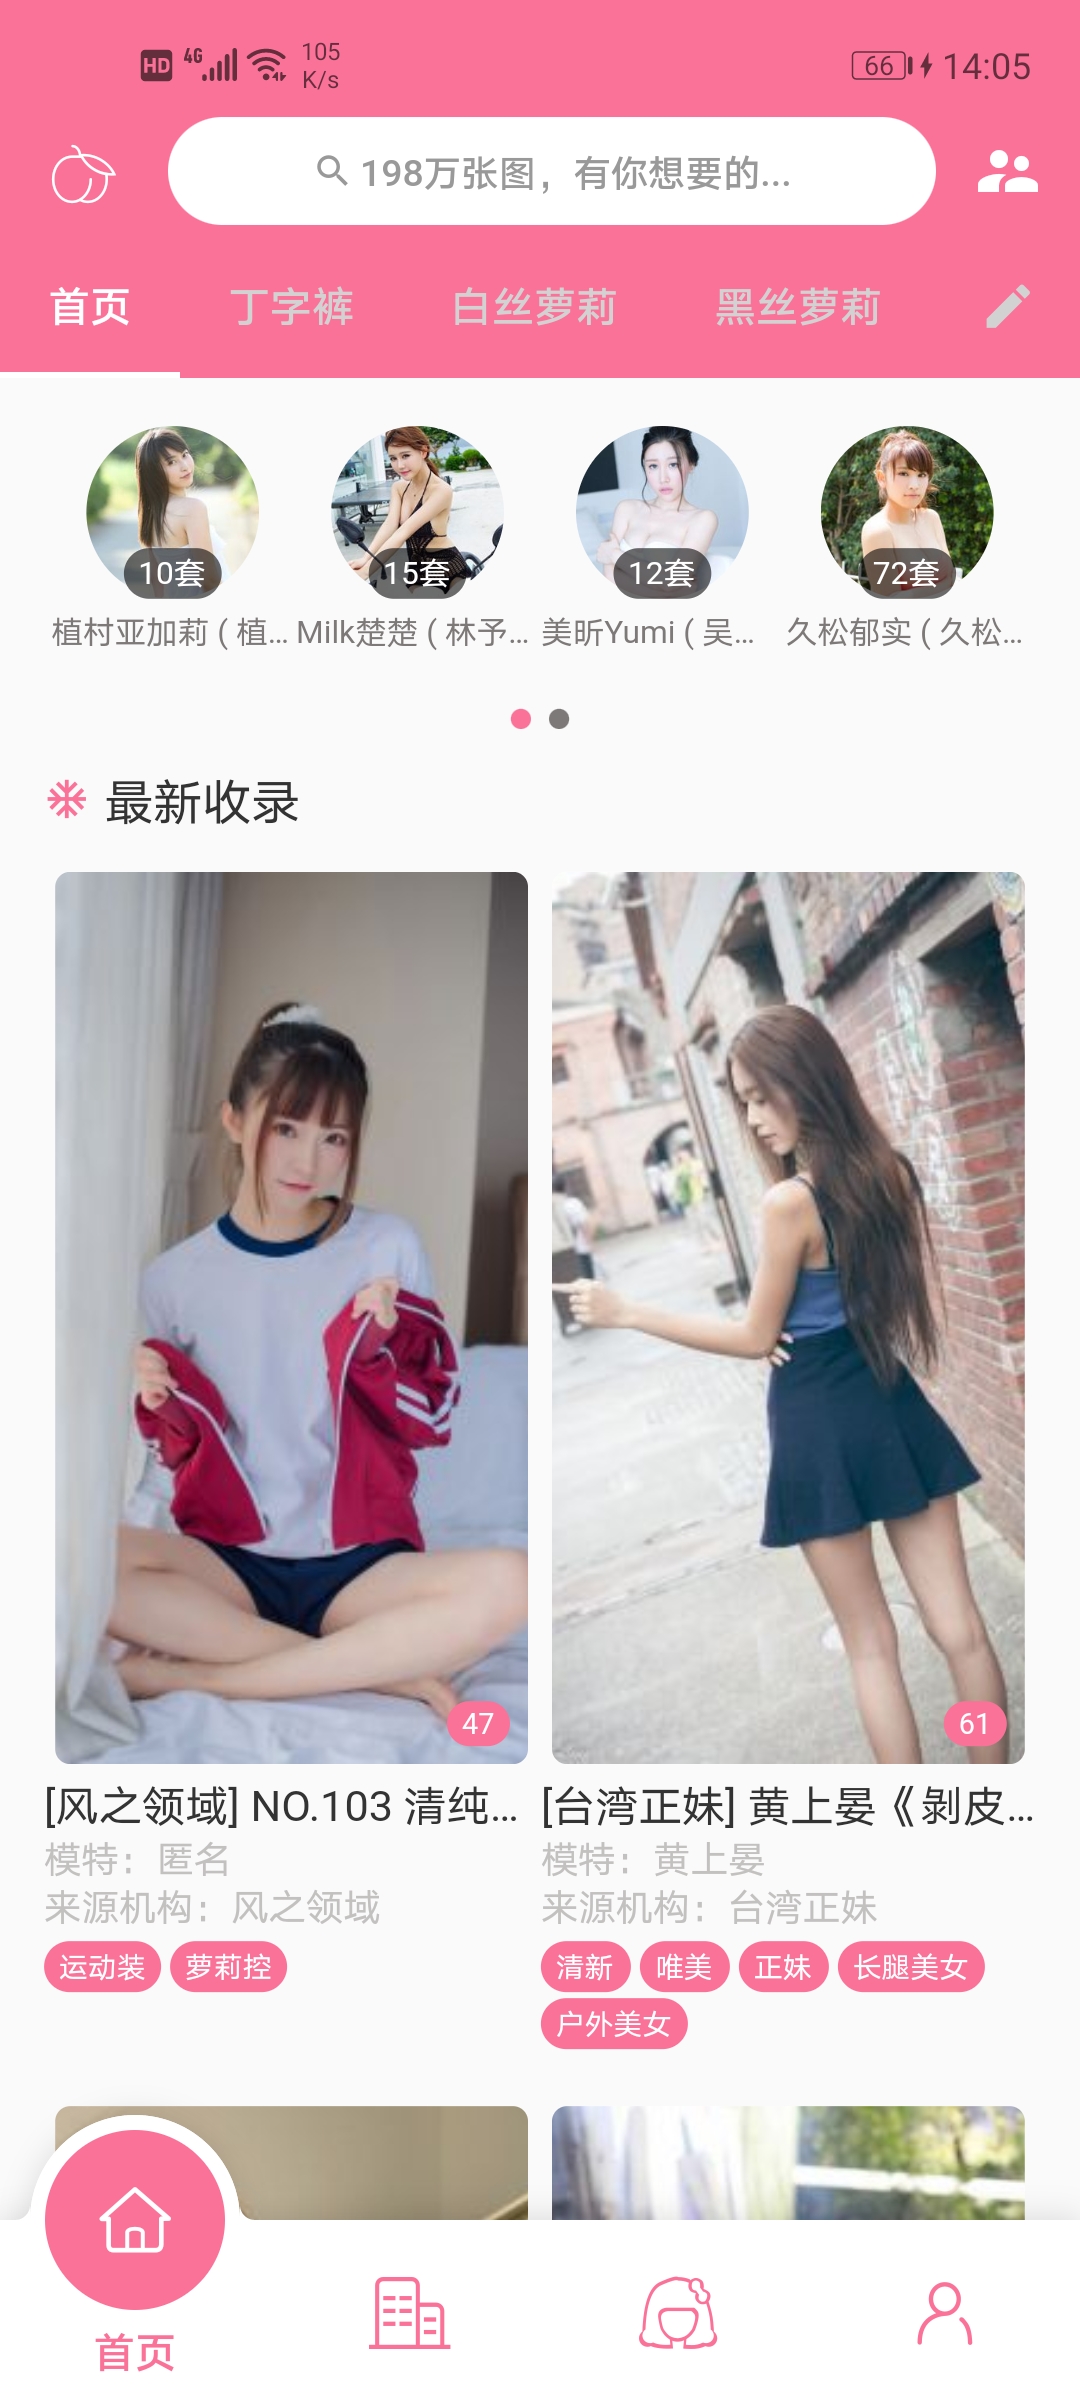 HD 4G 105 K/s 66 14:05
198万张图，有你想要的...
首页 丁字裤 白丝萝莉 黑丝萝莉
10套 15套 12套 72套
植村亚加莉 ( 植... Milk楚楚 ( 林予... 美昕Yumi ( 吴... 久松郁实 ( 久松...
最新收录
47 61
[风之领域] NO.103 清纯... [台湾正妹] 黄上晏《剥皮...
模特：匿名 模特：黄上晏
来源机构：风之领域 来源机构：台湾正妹
运动装 萝莉控 清新 唯美 正妹 长腿美女
户外美女
首页